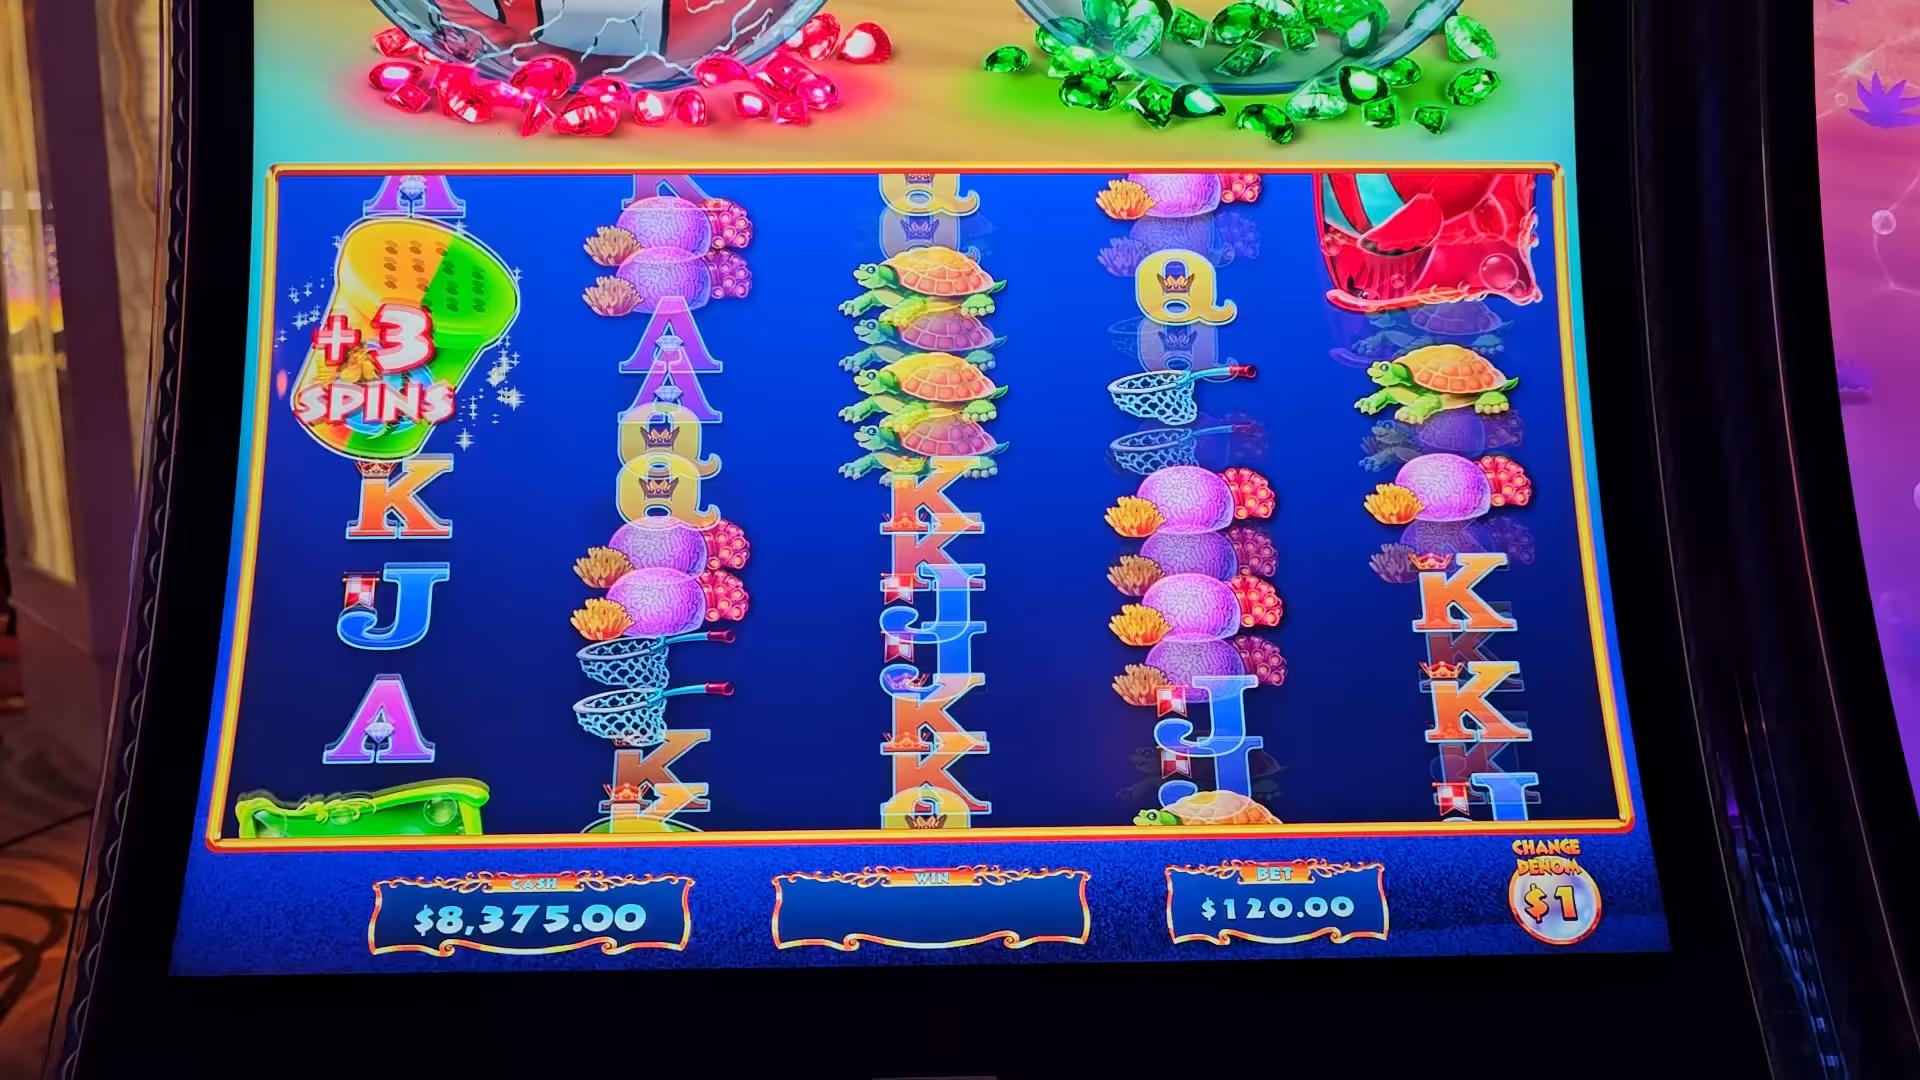 A
K
Q
+3
SPINS
A
A
Q
Q
Q
K
K
K
K
K
J
J
J
K
A
K
K
J
J
K
K
Q
J
CHANGE
DENOM
$1
CASH
$8,375.00
WIN
BET
$120.00